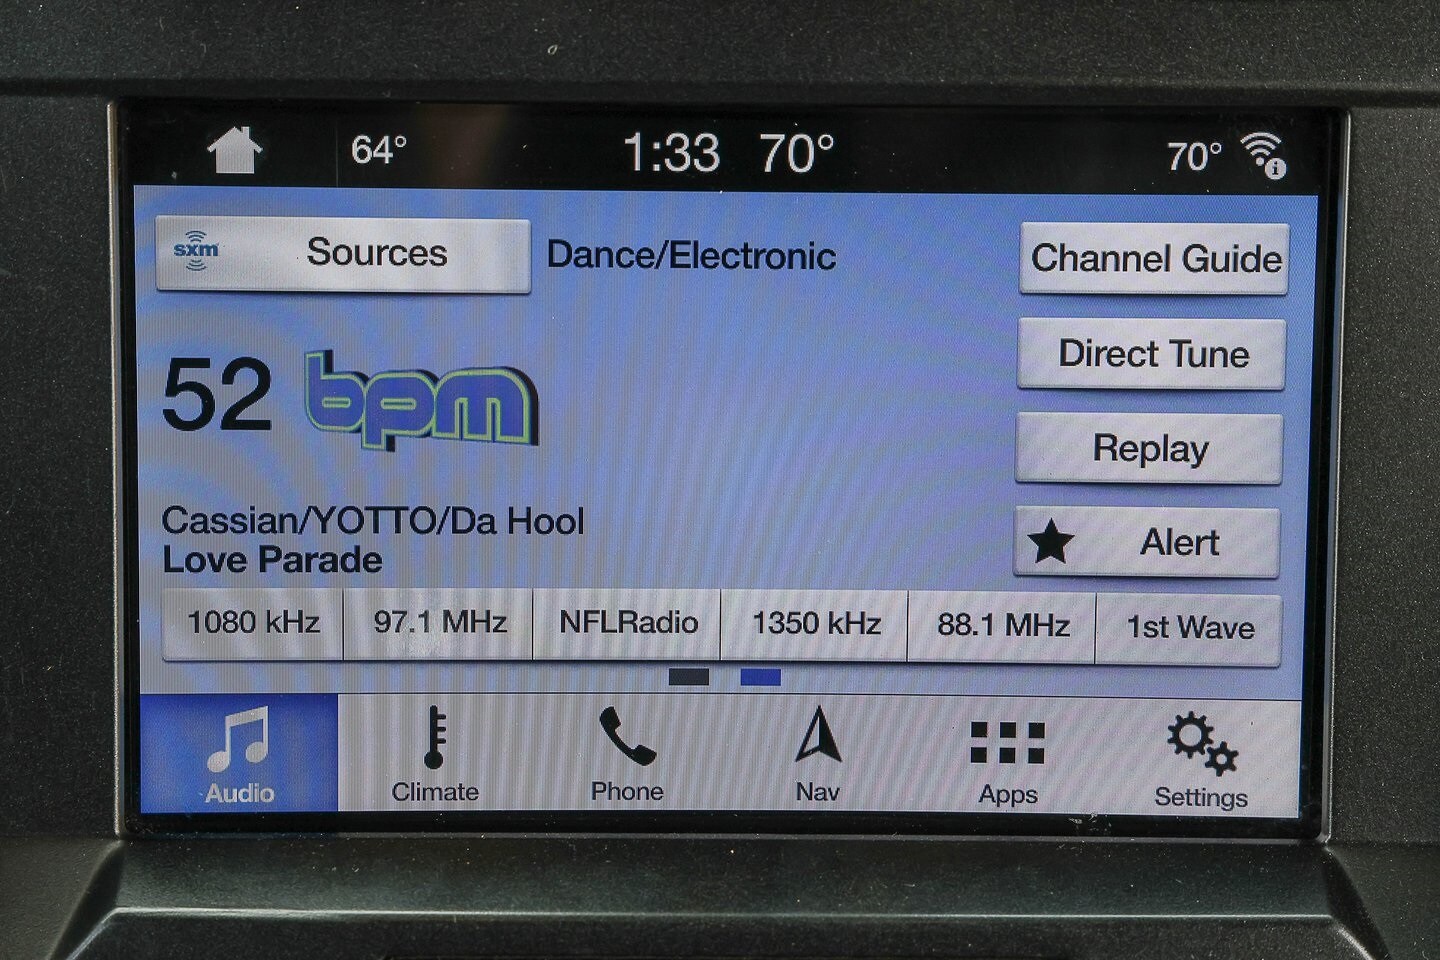 64° 1:33 70° 70°
sxm Sources Dance/Electronic Channel Guide
Direct Tune
52 bpm
Replay
Cassian/YOTTO/Da Hool
Love Parade
Alert
1080 kHz 97.1 MHz NFLRadio 1350 kHz 88.1 MHz 1st Wave
Audio Climate Phone Nav Apps Settings